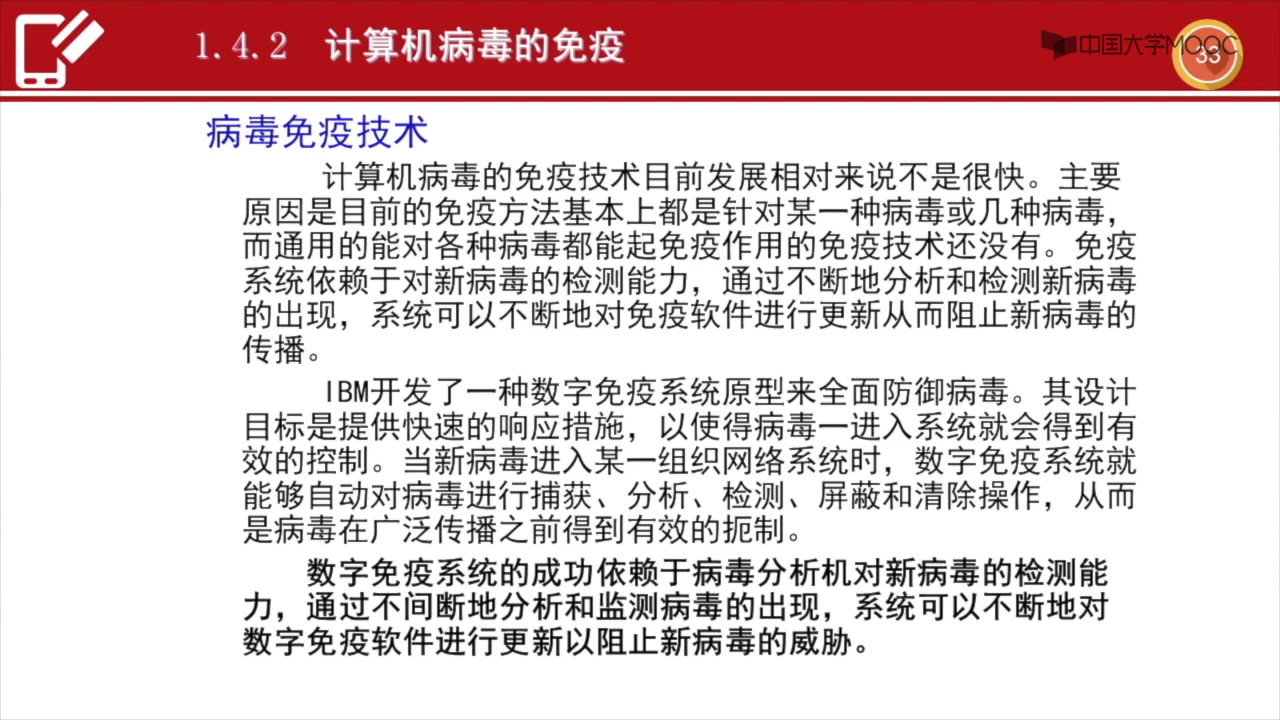 1.4.2 计算机病毒的免疫
中国大学MOOC
33
病毒免疫技术
计算机病毒的免疫技术目前发展相对来说不是很快。主要
原因是目前的免疫方法基本上都是针对某一种病毒或几种病毒，
而通用的能对各种病毒都能起免疫作用的免疫技术还没有。免疫
系统依赖于对新病毒的检测能力，通过不断地分析和检测新病毒
的出现，系统可以不断地对免疫软件进行更新从而阻止新病毒的
传播。
IBM开发了一种数字免疫系统原型来全面防御病毒。其设计
目标是提供快速的响应措施，以使得病毒一进入系统就会得到有
效的控制。当新病毒进入某一组织网络系统时，数字免疫系统就
能够自动对病毒进行捕获、分析、检测、屏蔽和清除操作，从而
是病毒在广泛传播之前得到有效的扼制。
数字免疫系统的成功依赖于病毒分析机对新病毒的检测能
力，通过不间断地分析和监测病毒的出现，系统可以不断地对
数字免疫软件进行更新以阻止新病毒的威胁。